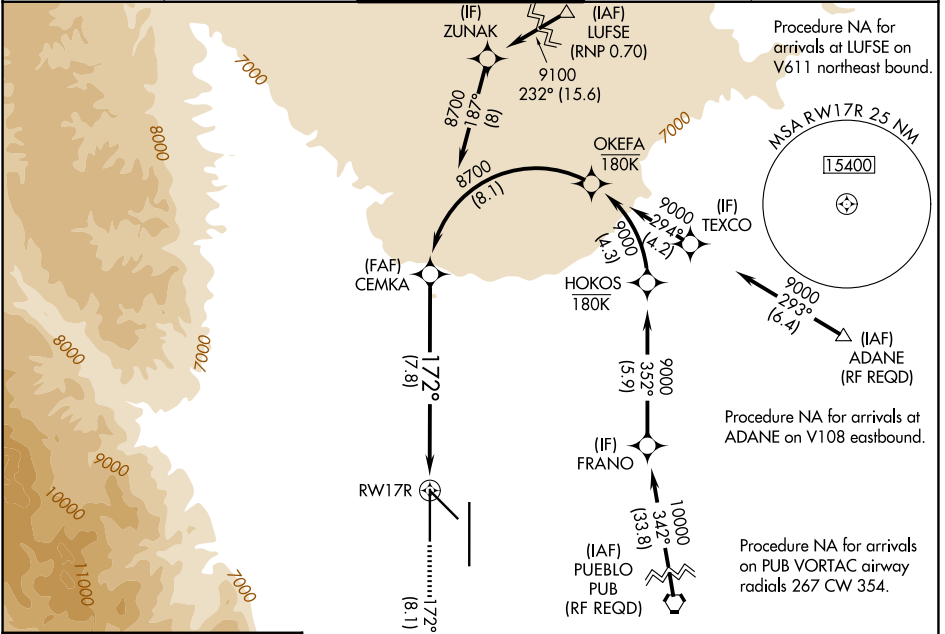 (IF)
ZUNAK
(IAF)
LUFSE
(RNP 0.70)
9100
232° (15.6)
Procedure NA for
arrivals at LUFSE on
V611 northeast bound.
7000
8000
8700
187°
(8)
7000
MSA RW17R 25 NM
15400
OKEFA
180K
8700
(8.1)
9000
294°
(4.2)
(IF)
TEXCO
9000
(4.3)
(FAF)
CEMKA
HOKOS
180K
9000
293°
(6.4)
(IAF)
ADANE
(RF REQD)
8000
7000
172°
(7.8)
9000
352°
(5.9)
Procedure NA for arrivals at
ADANE on V108 eastbound.
(IF)
FRANO
9000
10000
RW17R
10000
342°
(33.8)
(IAF)
PUEBLO
PUB
(RF REQD)
Procedure NA for arrivals
on PUB VORTAC airway
radials 267 CW 354.
11000
7000
172°
(8.1)